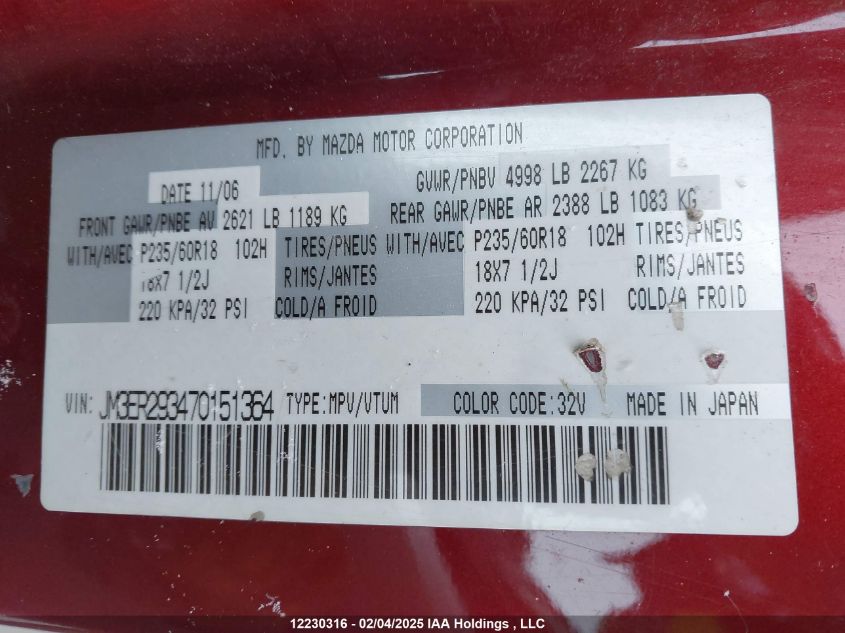 MFD. BY MAZDA MOTOR CORPORATION
DATE 11/06 GVWR/PNBV 4998 LB 2267 KG
FRONT GAWR/PNBE AV 2621 LB 1189 KG REAR GAWR/PNBE AR 2388 LB 1083 KG
WITH/AVEC P235/60R18 102H TIRES/PNEUS WITH/AVEC P235/60R18 102H TIRES/PNEUS
18X7 1/2J RIMS/JANTES 18X7 1/2J RIMS/JANTES
220 KPA/32 PSI COLD/A FROID 220 KPA/32 PSI COLD/A FROID
VIN: JM3ER293470151364 TYPE:MPV/VTUM COLOR CODE:32V MADE IN JAPAN
12230316 - 02/04/2025 IAA Holdings , LLC